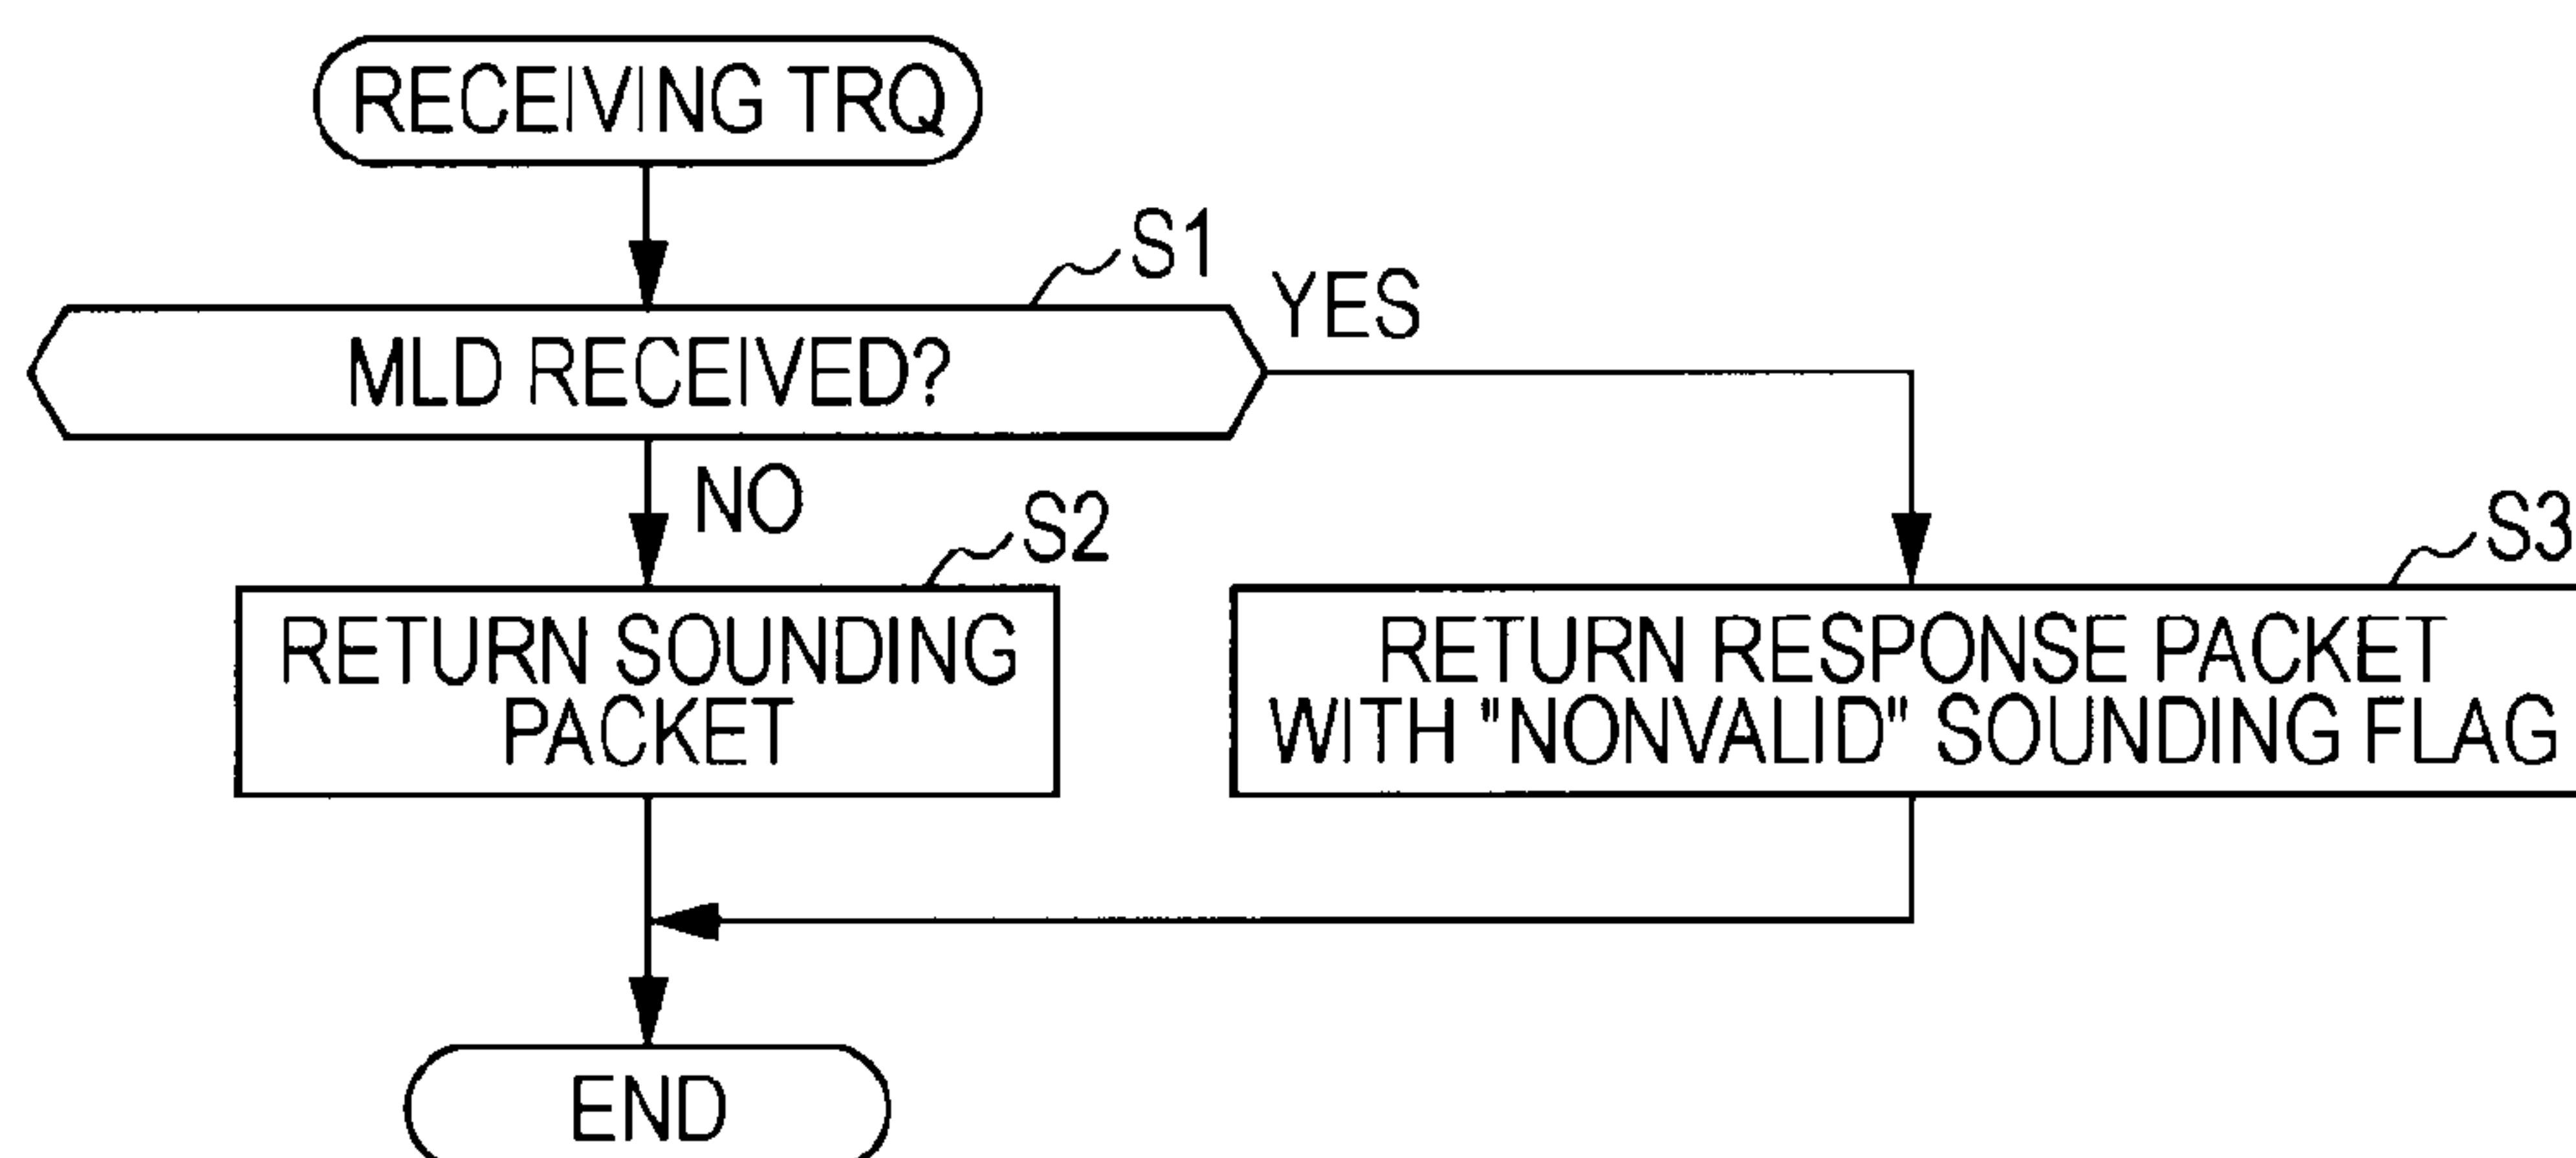 RECEIVING TRQ
S1
MLD RECEIVED?
YES
NO
S2
RETURN SOUNDING
PACKET
S3
RETURN RESPONSE PACKET
WITH "NONVALID" SOUNDING FLAG
END